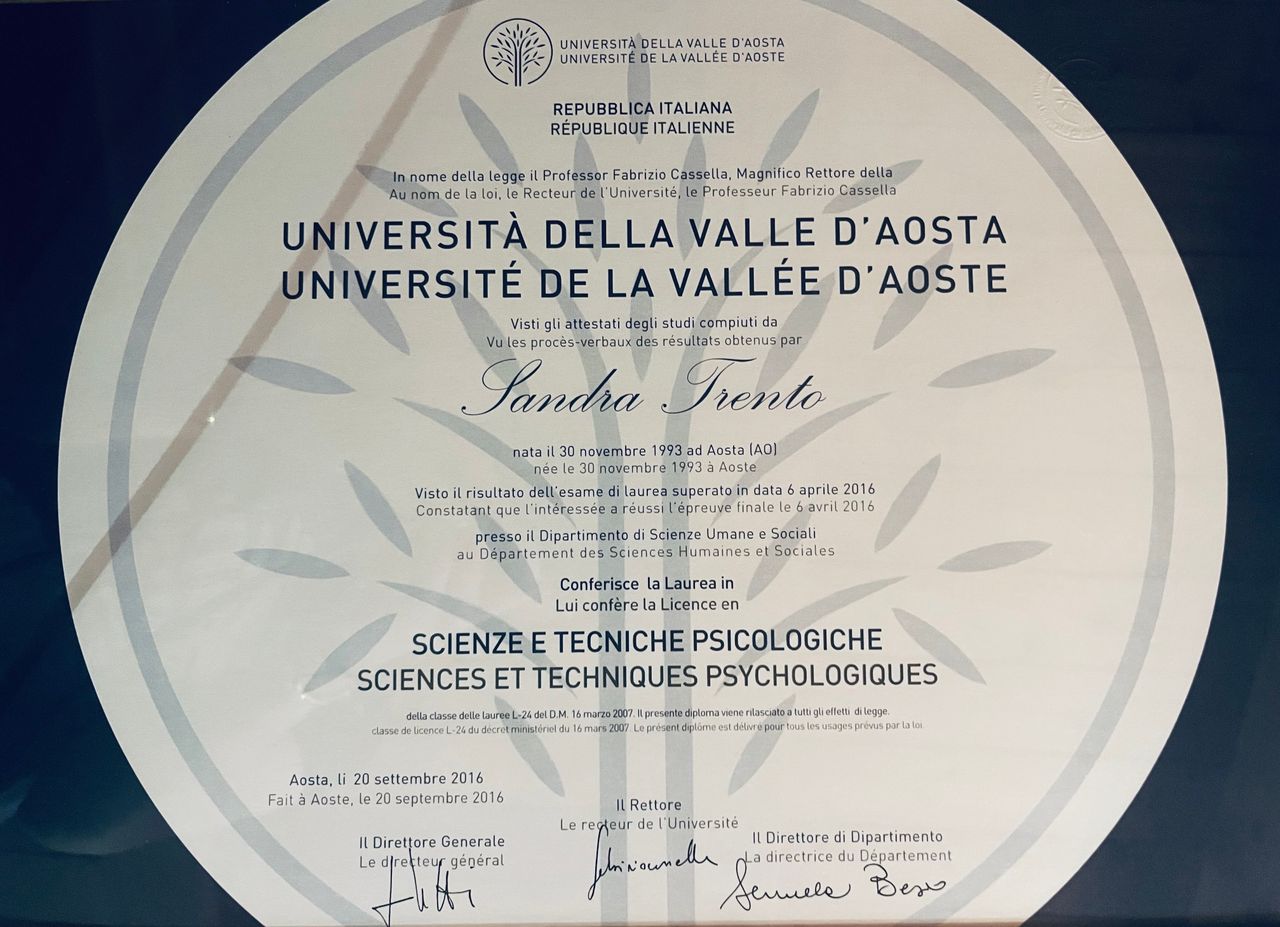 UNIVERSITÀ DELLA VALLE D'AOSTA
UNIVERSITÉ DE LA VALLÉE D'AOSTE
REPUBBLICA ITALIANA
RÉPUBLIQUE ITALIENNE
In nome della legge il Professor Fabrizio Cassella, Magnifico Rettore della
Au nom de la loi, le Recteur de l'Université, le Professeur Fabrizio Cassella
UNIVERSITÀ DELLA VALLE D'AOSTA
UNIVERSITÉ DE LA VALLÉE D'AOSTE
Visti gli attestati degli studi compiuti da
Vu les procès-verbaux des résultats obtenus par
Sandra Trento
nata il 30 novembre 1993 ad Aosta (AO)
née le 30 novembre 1993 à Aoste
Visto il risultato dell'esame di laurea superato in data 6 aprile 2016
Constatant que l'intéressée a réussi l'épreuve finale le 6 avril 2016
presso il Dipartimento di Scienze Umane e Sociali
au Département des Sciences Humaines et Sociales
Conferisce la Laurea in
Lui confère la Licence en
SCIENZE E TECNICHE PSICOLOGICHE
SCIENCES ET TECHNIQUES PSYCHOLOGIQUES
della classe delle lauree L-24 del D.M. 16 marzo 2007. Il presente diploma viene rilasciato a tutti gli effetti di legge.
classe de licence L-24 du décret ministériel du 16 mars 2007. Le présent diplôme est délivré pour tous les usages prévus par la loi.
Aosta, li 20 settembre 2016
Fait à Aoste, le 20 septembre 2016
Il Rettore
Le recteur de l'Université
Il Direttore Generale
Le directeur général
Il Direttore di Dipartimento
La directrice du Département